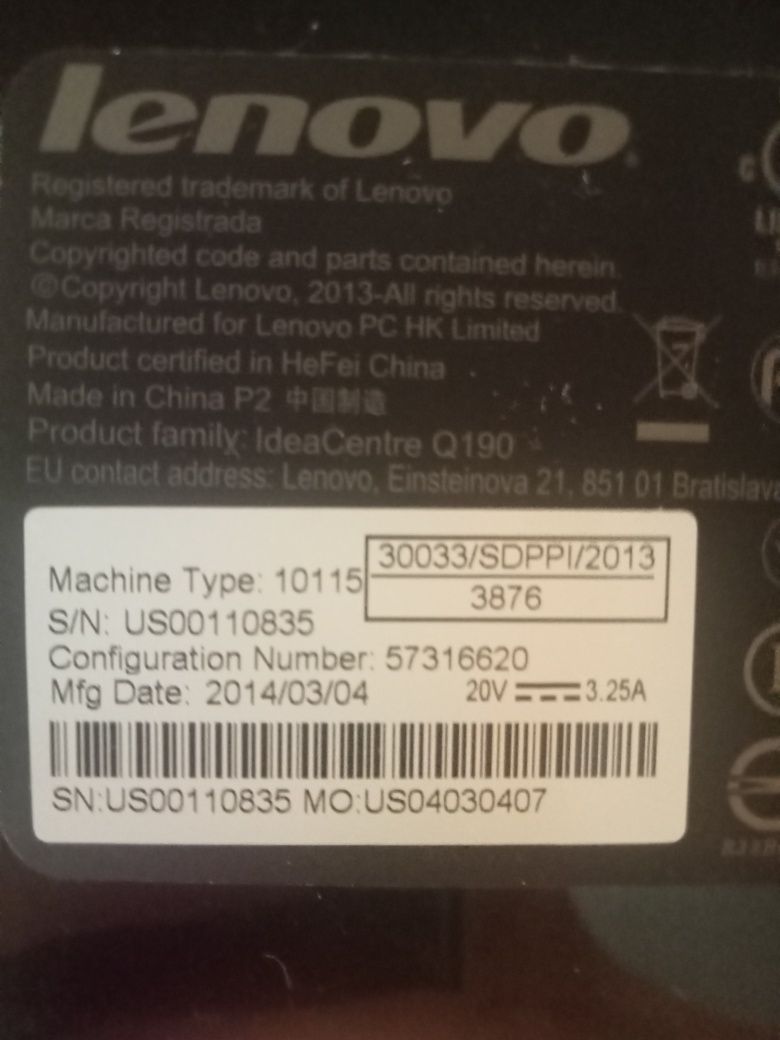 lenovo
Registered trademark of Lenovo
Marca Registrada
Copyrighted code and parts contained herein.
©Copyright Lenovo, 2013-All rights reserved.
Manufactured for Lenovo PC HK Limited
Product certified in HeFei China
Made in China P2 中国制造
Product family: IdeaCentre Q190
EU contact address: Lenovo, Einsteinova 21, 851 01 Bratislava
30033/SDPPI/2013
Machine Type: 10115
3876
S/N: US00110835
Configuration Number: 57316620
Mfg Date: 2014/03/04 20V 3.25A
SN:US00110835 MO:US04030407